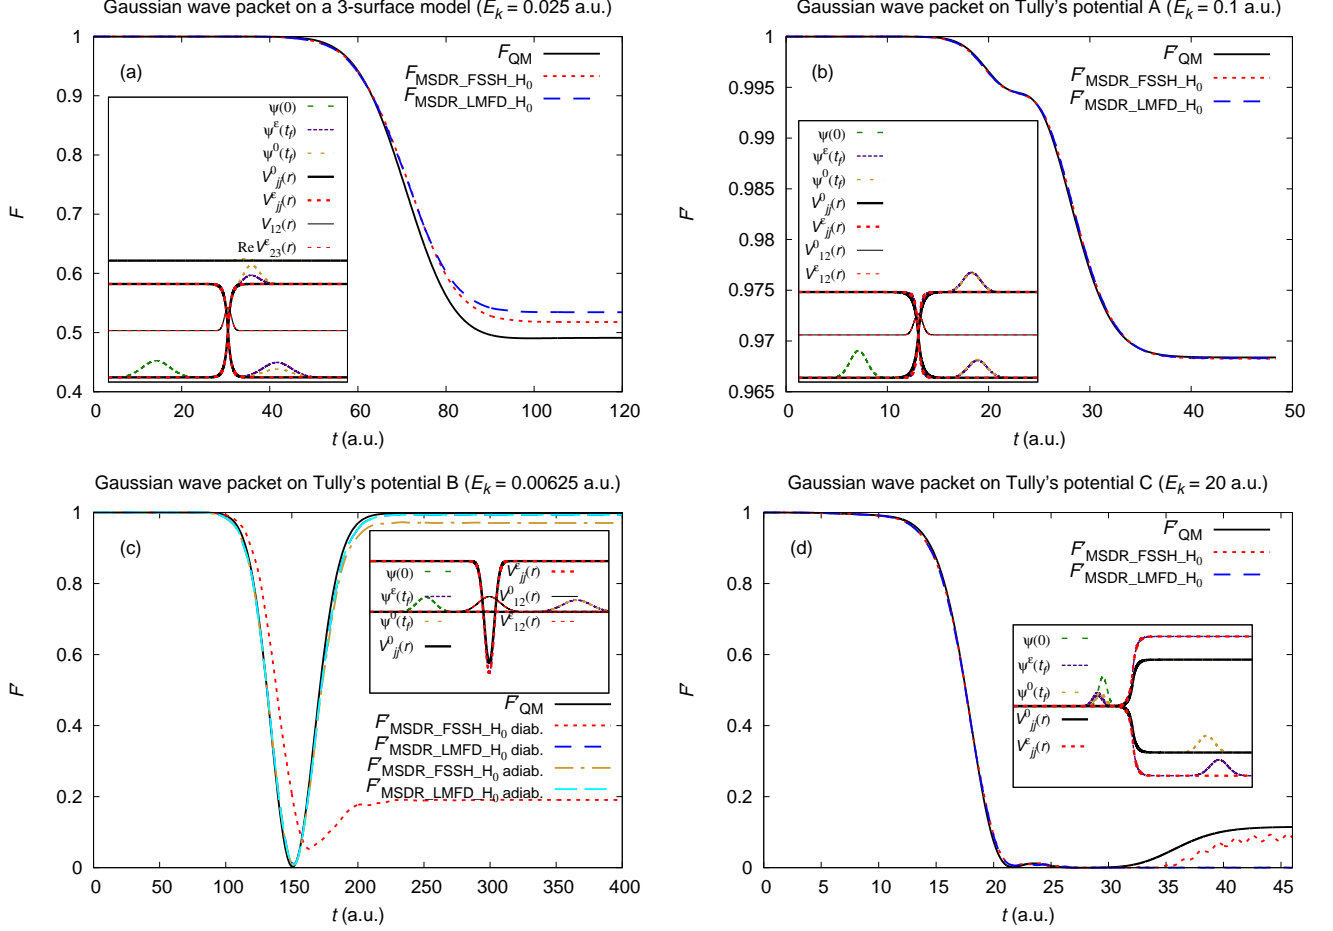 Gaussian wave packet on a 3-surface model (E_k = 0.025 a.u.)
(a)
F_QM
F_MSDR_FSSH_H_0
F_MSDR_LMFD_H_0
ψ(0)
ψ^ε(t_f)
ψ^0(t_f)
V^0_jj(r)
V^ε_jj(r)
V_12(r)
Re V^ε_23(r)
F
1
0.9
0.8
0.7
0.6
0.5
0.4
0 20 40 60 80 100 120
t (a.u.)
Gaussian wave packet on Tully's potential A (E_k = 0.1 a.u.)
(b)
F'_QM
F'_MSDR_FSSH_H_0
F'_MSDR_LMFD_H_0
ψ(0)
ψ^ε(t_f)
ψ^0(t_f)
V^0_jj(r)
V^ε_jj(r)
V^0_12(r)
V^ε_12(r)
F'
1
0.995
0.99
0.985
0.98
0.975
0.97
0.965
0 10 20 30 40 50
t (a.u.)
Gaussian wave packet on Tully's potential B (E_k = 0.00625 a.u.)
(c)
ψ(0)
ψ^ε(t_f)
ψ^0(t_f)
V^0_jj(r)
V^ε_jj(r)
V^0_12(r)
V^ε_12(r)
F'_QM
F'_MSDR_FSSH_H_0 diab.
F'_MSDR_LMFD_H_0 diab.
F'_MSDR_FSSH_H_0 adiab.
F'_MSDR_LMFD_H_0 adiab.
F'
1
0.8
0.6
0.4
0.2
0
0 50 100 150 200 250 300 350 400
t (a.u.)
Gaussian wave packet on Tully's potential C (E_k = 20 a.u.)
(d)
F'_QM
F'_MSDR_FSSH_H_0
F'_MSDR_LMFD_H_0
ψ(0)
ψ^ε(t_f)
ψ^0(t_f)
V^0_jj(r)
V^ε_jj(r)
F'
1
0.8
0.6
0.4
0.2
0
0 5 10 15 20 25 30 35 40 45
t (a.u.)